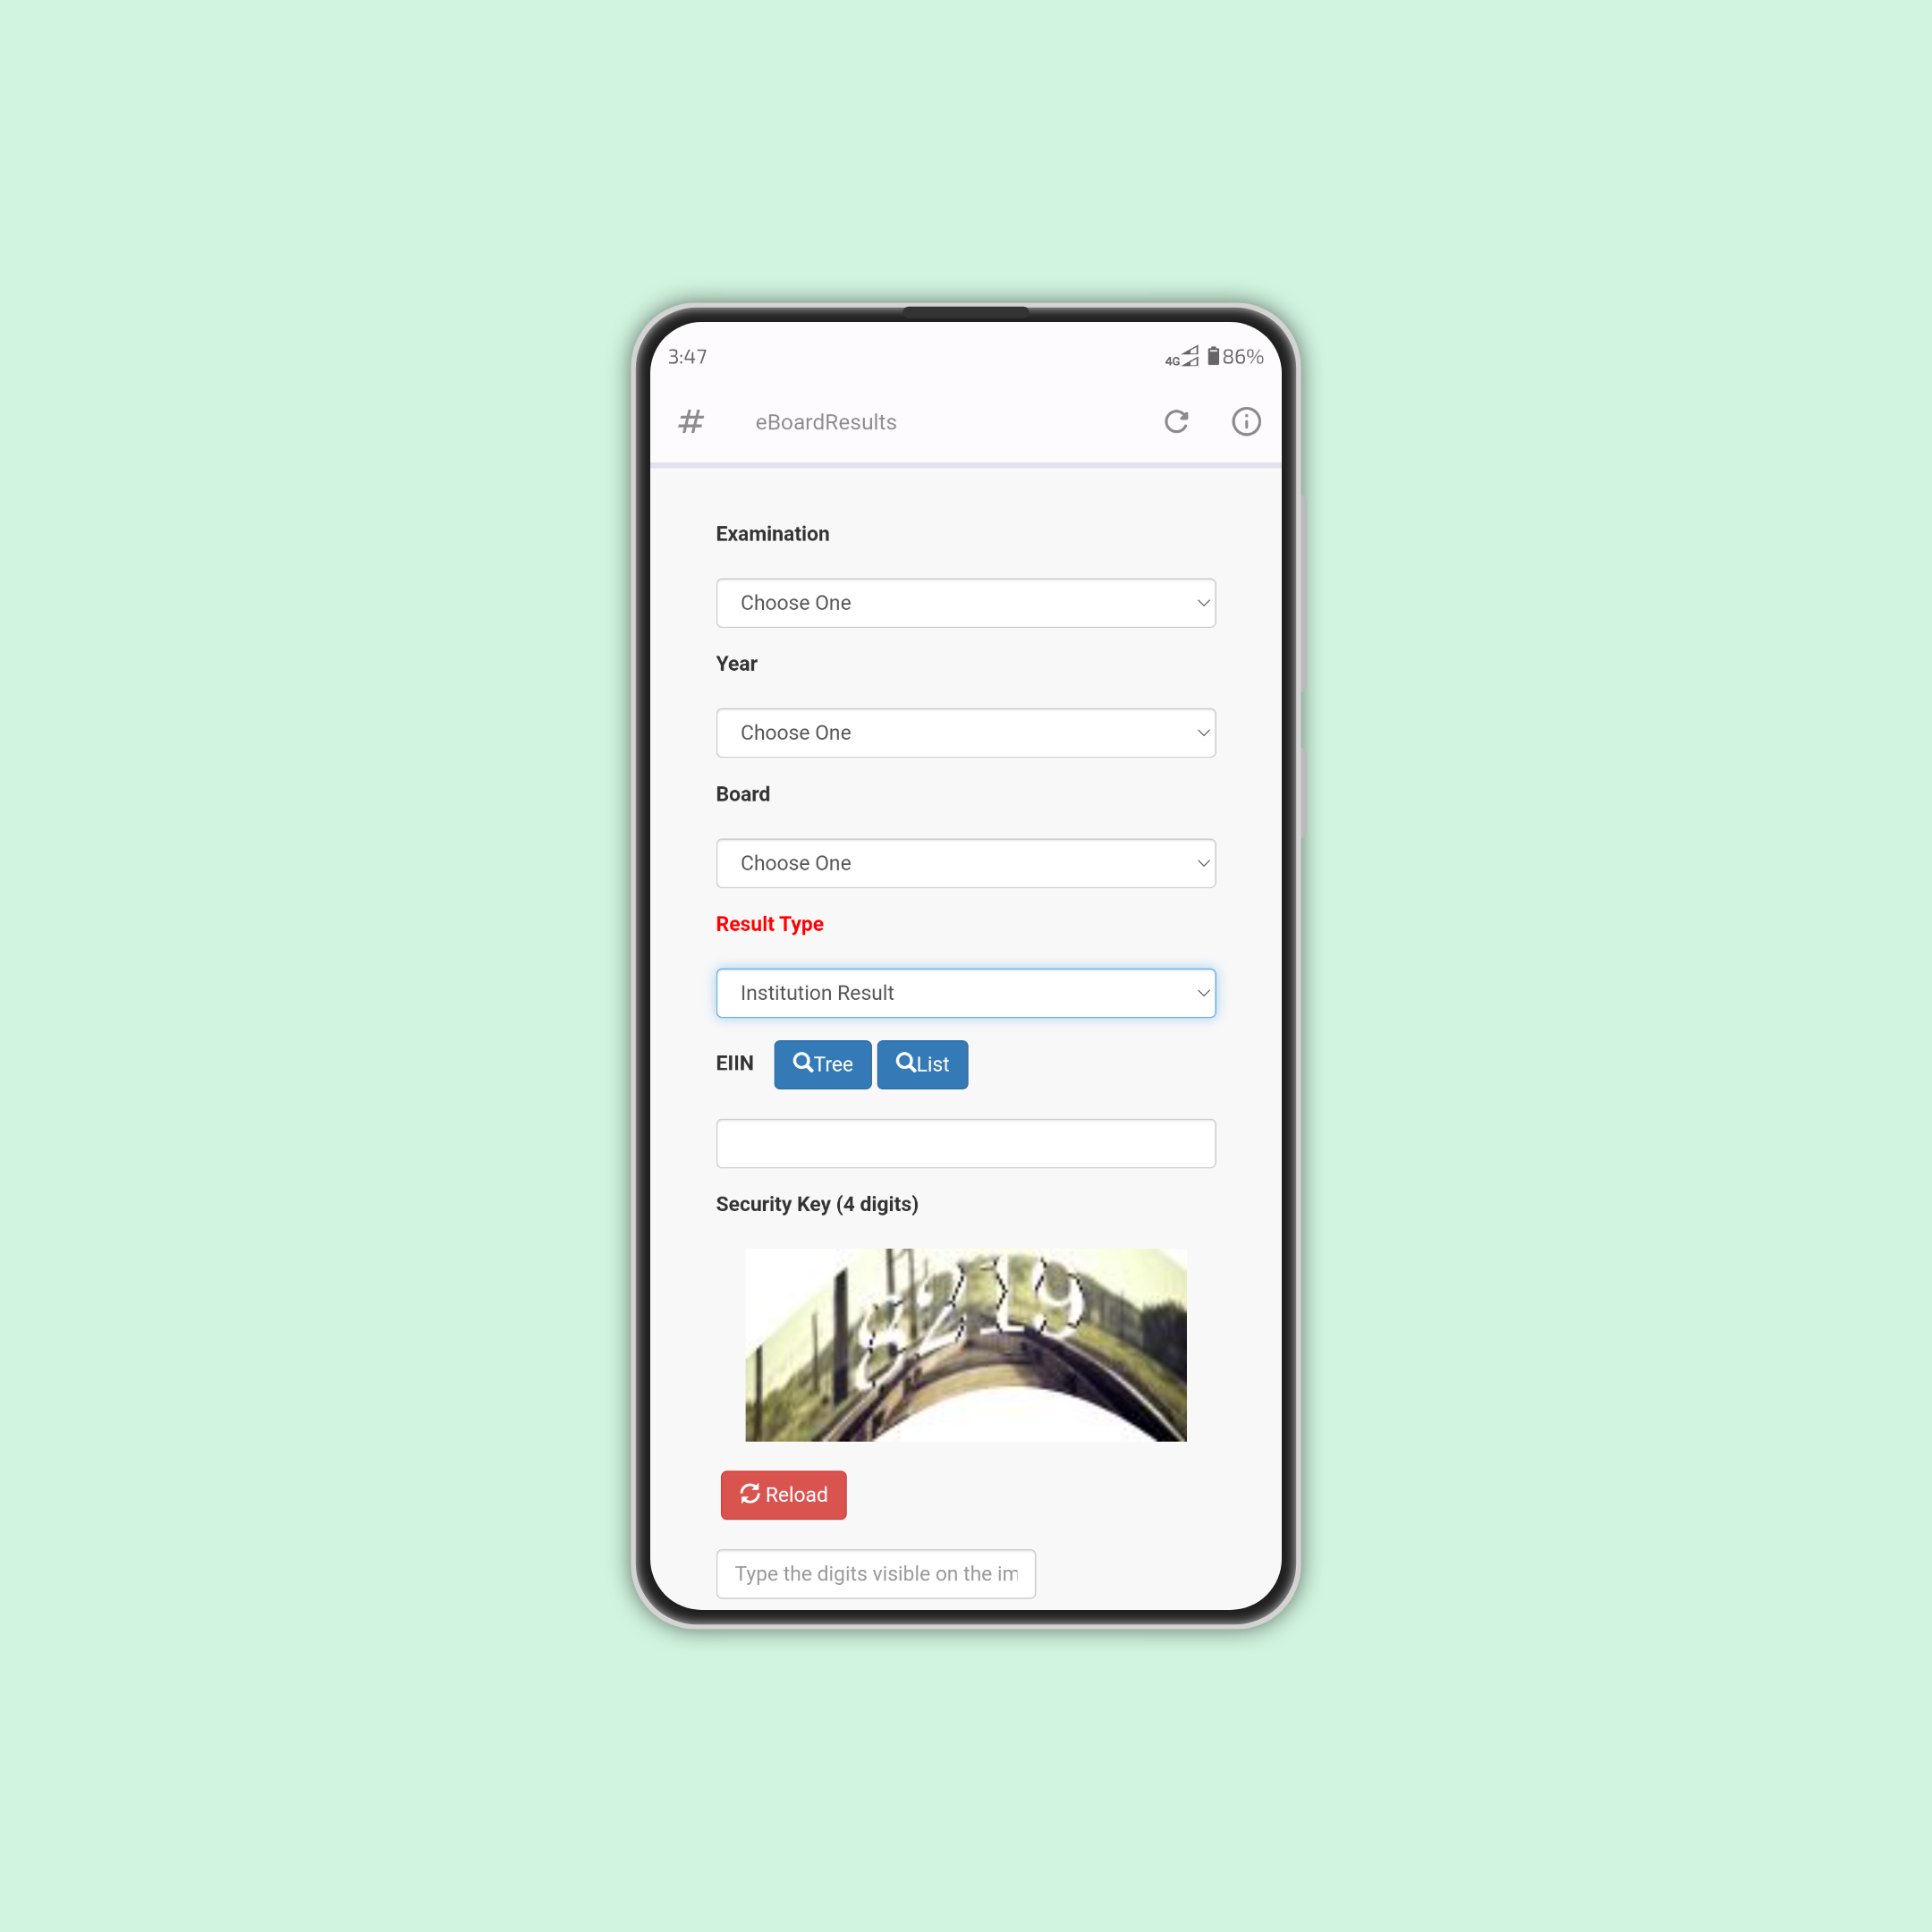 3:47
4G 86%
# eBoardResults
Examination
Choose One
Year
Choose One
Board
Choose One
Result Type
Institution Result
EIIN Tree List
Security Key (4 digits)
Reload
Type the digits visible on the im